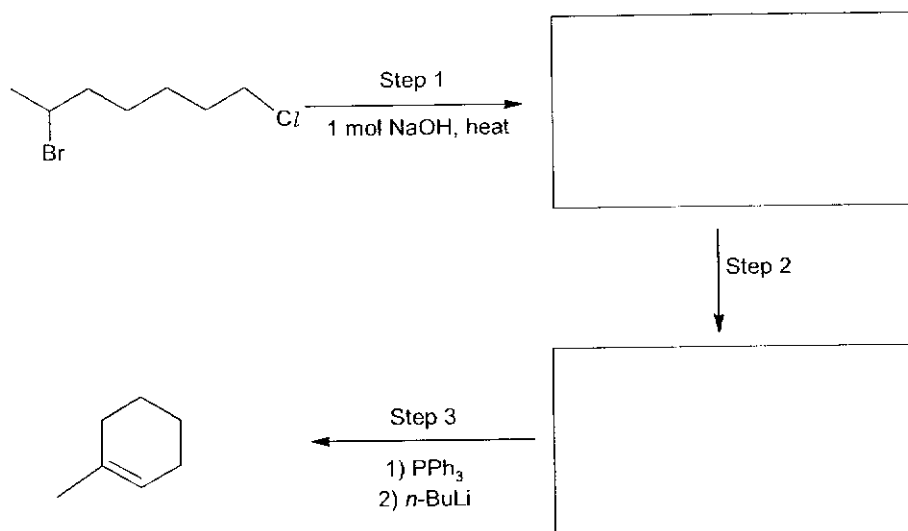 Step 1
Cl
1 mol NaOH, heat
Br
Step 2
Step 3
1) PPh₃
2) n-BuLi